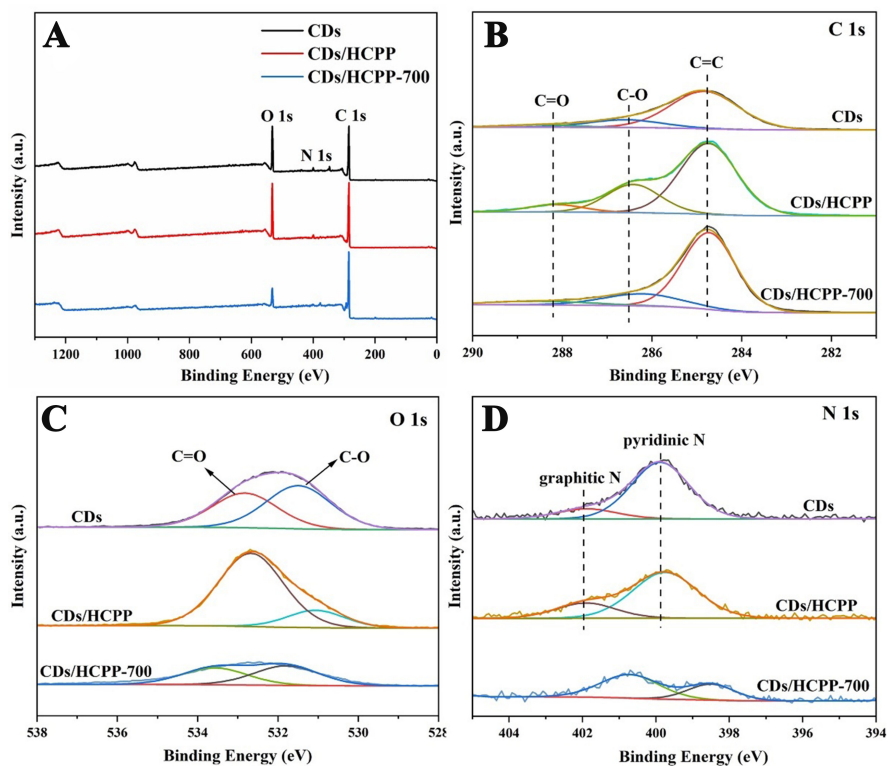 A
CDs
CDs/HCPP
CDs/HCPP-700
O 1s
C 1s
N 1s
Intensity (a.u.)
1200 1000 800 600 400 200 0
Binding Energy (eV)
B
C 1s
C=C
C=O
C-O
CDs
CDs/HCPP
CDs/HCPP-700
Intensity (a.u.)
290 288 286 284 282
Binding Energy (eV)
C
O 1s
C=O
C-O
CDs
CDs/HCPP
CDs/HCPP-700
Intensity (a.u.)
538 536 534 532 530 528
Binding Energy (eV)
D
N 1s
pyridinic N
graphitic N
CDs
CDs/HCPP
CDs/HCPP-700
Intensity (a.u.)
404 402 400 398 396 394
Binding Energy (eV)